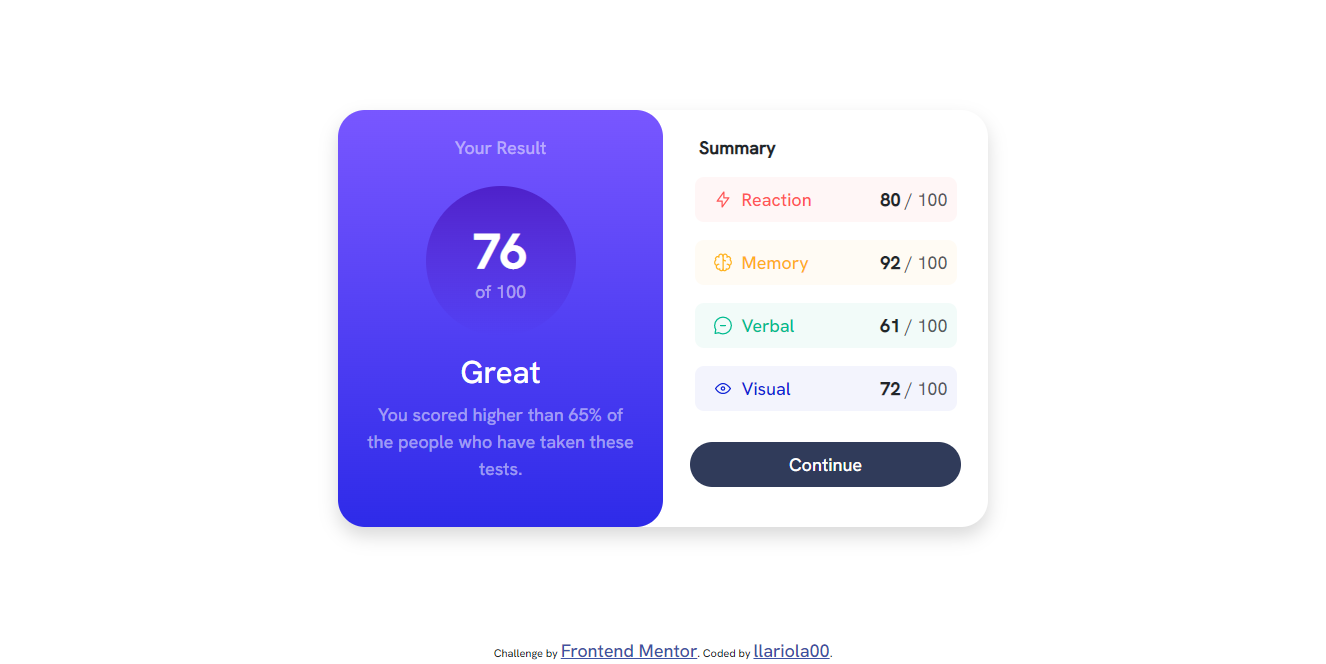 Your Result
76
of 100
Great
You scored higher than 65% of
the people who have taken these
tests.
Summary
Reaction 80 / 100
Memory 92 / 100
Verbal 61 / 100
Visual 72 / 100
Continue
Challenge by Frontend Mentor. Coded by llariola00.